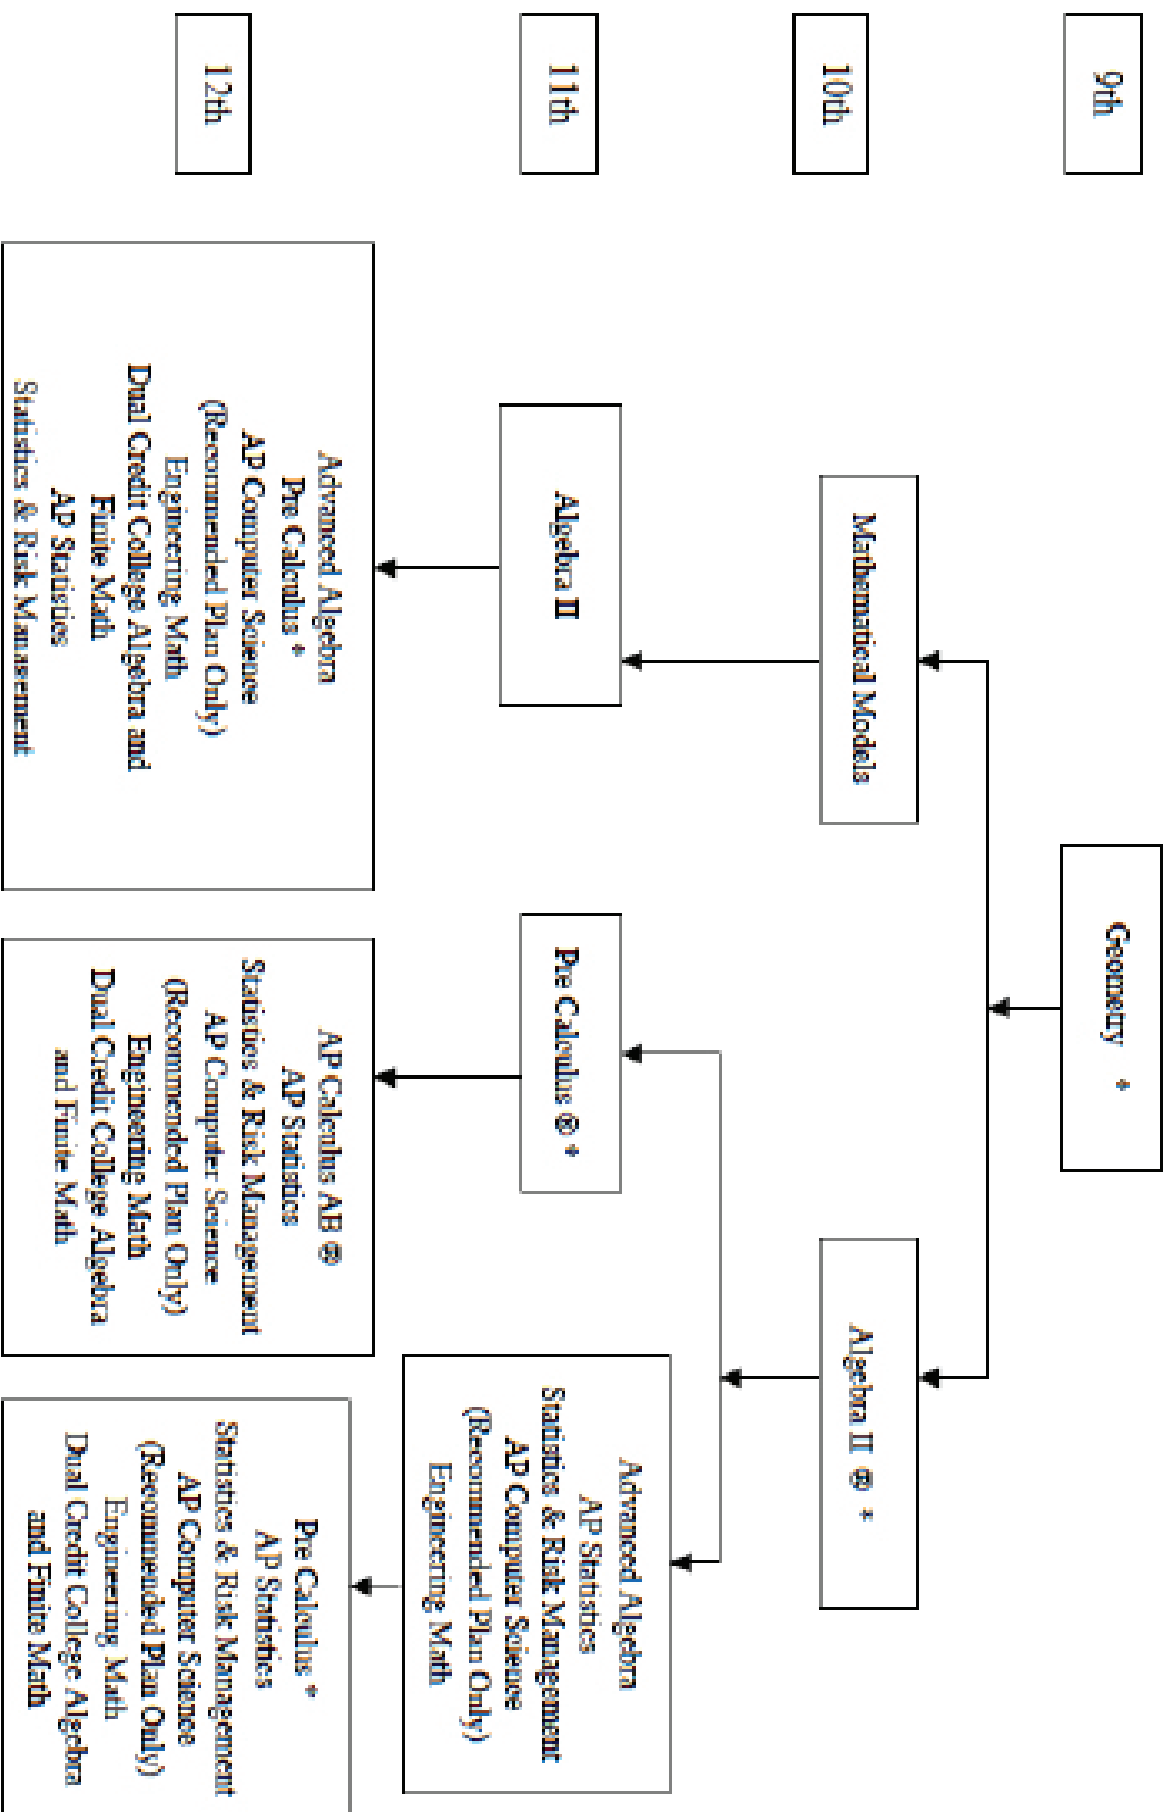 9th
Geometry *
10th
Mathematical Models
Algebra II ® *
11th
Algebra II
Pre Calculus ® *
Advanced Algebra
AP Statistics
Statistics & Risk Management
AP Computer Science
(Recommended Plan Only)
Engineering Math
12th
Advanced Algebra
Pre Calculus *
AP Computer Science
(Recommended Plan Only)
Engineering Math
Dual Credit College Algebra and
Finite Math
AP Statistics
Statistics & Risk Management
AP Calculus AB ®
AP Statistics
Statistics & Risk Management
AP Computer Science
(Recommended Plan Only)
Engineering Math
Dual Credit College Algebra
and Finite Math
Pre Calculus *
AP Statistics
Statistics & Risk Management
AP Computer Science
(Recommended Plan Only)
Engineering Math
Dual Credit College Algebra
and Finite Math